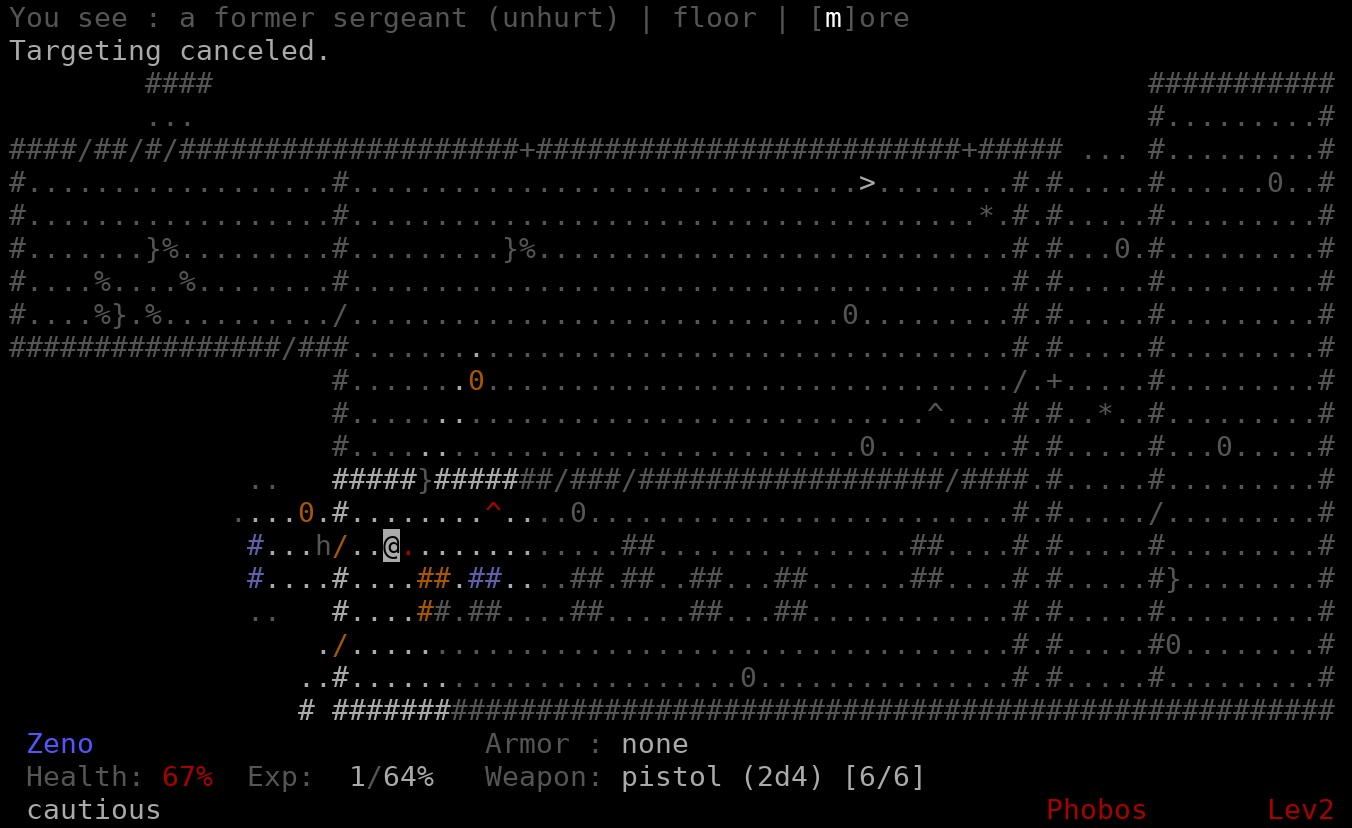 You see : a former sergeant (unhurt) | floor | [m]ore
Targeting canceled.
        ####                                                       ###########
        ...                                                        #.........#
####/##/#/####################+#########################+##### ... #.........#
#..................#..............................>........#.#.....#......0..#
#..................#.....................................*.#.#.....#.........#
#.......}%.........#.........}%............................#.#...0.#.........#
#....%....%........#.......................................#.#.....#.........#
#....%}.%........../.............................0.........#.#.....#.........#
################/###.......................................#.#.....#.........#
                   #.......0.............................../.+.....#.........#
                   #..................................^....#.#..*..#.........#
                   #..............................0........#.#.....#...0.....#
              ..   #####}#######/###/##################/####.#.....#.........#
             ....0.#........^....0.........................#.#...../.........#
              #...h/..@.............##...............##....#.#.....#.........#
              #....#....##.##....##.##..##...##......##....#.#.....#}........#
              ..   #....##.##....##.....##...##............#.#.....#.........#
                  ./.......................................#.#.....#0........#
                 ..#.......................0...............#.#.....#.........#
                 # ###########################################################
Zeno Armor : none
Health: 67% Exp: 1/64% Weapon: pistol (2d4) [6/6]
cautious Phobos Lev2